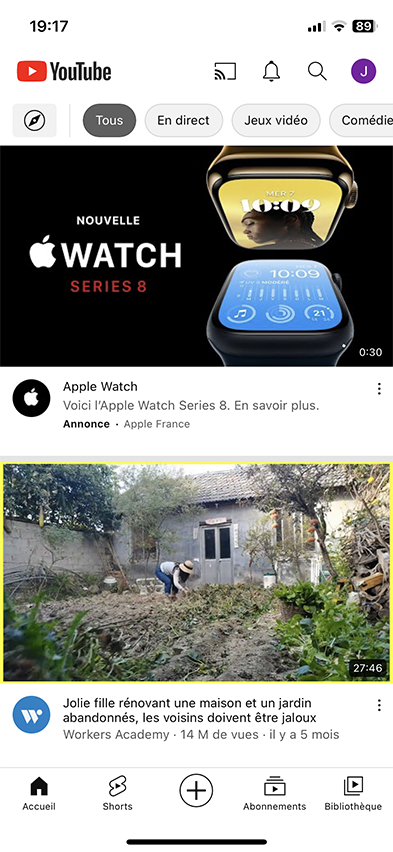 19:17
89
YouTube
J
Tous
En direct
Jeux vidéo
Comédie
NOUVELLE
WATCH
SERIES 8
MER 7
10:09
10:09
21
0:30
Apple Watch
Voici l'Apple Watch Series 8. En savoir plus.
Annonce · Apple France
27:46
Jolie fille rénovant une maison et un jardin
abandonnés, les voisins doivent être jaloux
Workers Academy · 14 M de vues · il y a 5 mois
Accueil
Shorts
Abonnements
Bibliothèque